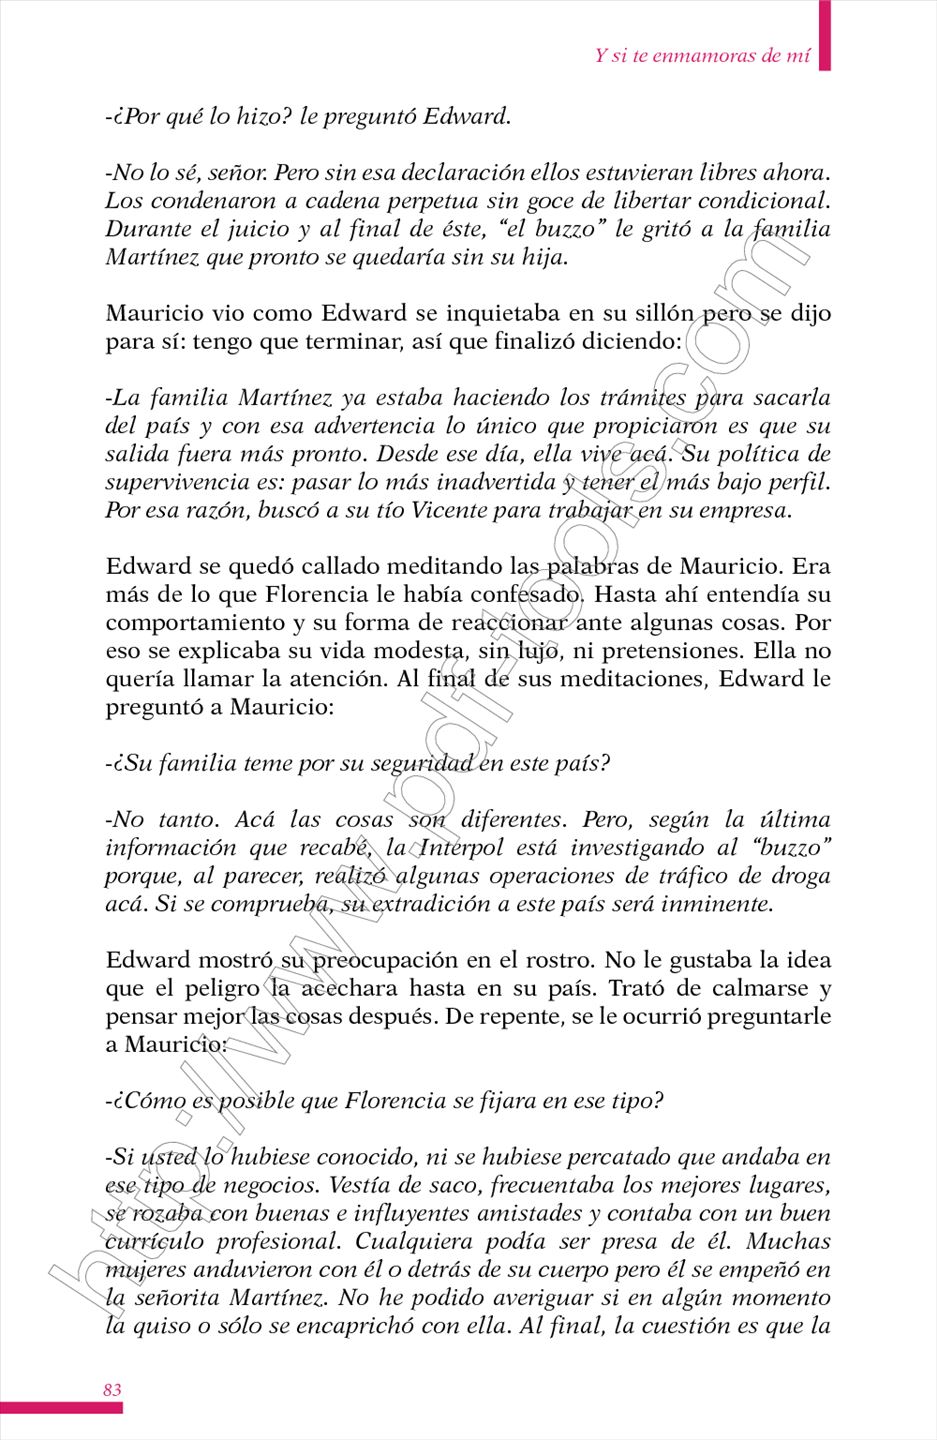 Y si te enmamoras de mí
-¿Por qué lo hizo? le preguntó Edward.
-No lo sé, señor. Pero sin esa declaración ellos estuvieran libres ahora.
Los condenaron a cadena perpetua sin goce de libertar condicional.
Durante el juicio y al final de éste, “el buzzo” le gritó a la familia
Martínez que pronto se quedaría sin su hija.
Mauricio vio como Edward se inquietaba en su sillón pero se dijo
para sí: tengo que terminar, así que finalizó diciendo:
-La familia Martínez ya estaba haciendo los trámites para sacarla
del país y con esa advertencia lo único que propiciaron es que su
salida fuera más pronto. Desde ese día, ella vive acá. Su política de
supervivencia es: pasar lo más inadvertida y tener el más bajo perfil.
Por esa razón, buscó a su tío Vicente para trabajar en su empresa.
Edward se quedó callado meditando las palabras de Mauricio. Era
más de lo que Florencia le había confesado. Hasta ahí entendía su
comportamiento y su forma de reaccionar ante algunas cosas. Por
eso se explicaba su vida modesta, sin lujo, ni pretensiones. Ella no
quería llamar la atención. Al final de sus meditaciones, Edward le
preguntó a Mauricio:
-¿Su familia teme por su seguridad en este país?
-No tanto. Acá las cosas son diferentes. Pero, según la última
información que recabé, la Interpol está investigando al “buzzo”
porque, al parecer, realizó algunas operaciones de tráfico de droga
acá. Si se comprueba, su extradición a este país será inminente.
Edward mostró su preocupación en el rostro. No le gustaba la idea
que el peligro la acechara hasta en su país. Trató de calmarse y
pensar mejor las cosas después. De repente, se le ocurrió preguntarle
a Mauricio:
-¿Cómo es posible que Florencia se fijara en ese tipo?
-Si usted lo hubiese conocido, ni se hubiese percatado que andaba en
ese tipo de negocios. Vestía de saco, frecuentaba los mejores lugares,
se rozaba con buenas e influyentes amistades y contaba con un buen
currículo profesional. Cualquiera podía ser presa de él. Muchas
mujeres anduvieron con él o detrás de su cuerpo pero él se empeñó en
la señorita Martínez. No he podido averiguar si en algún momento
la quiso o sólo se encaprichó con ella. Al final, la cuestión es que la
83
http://www.pdf-tools.com